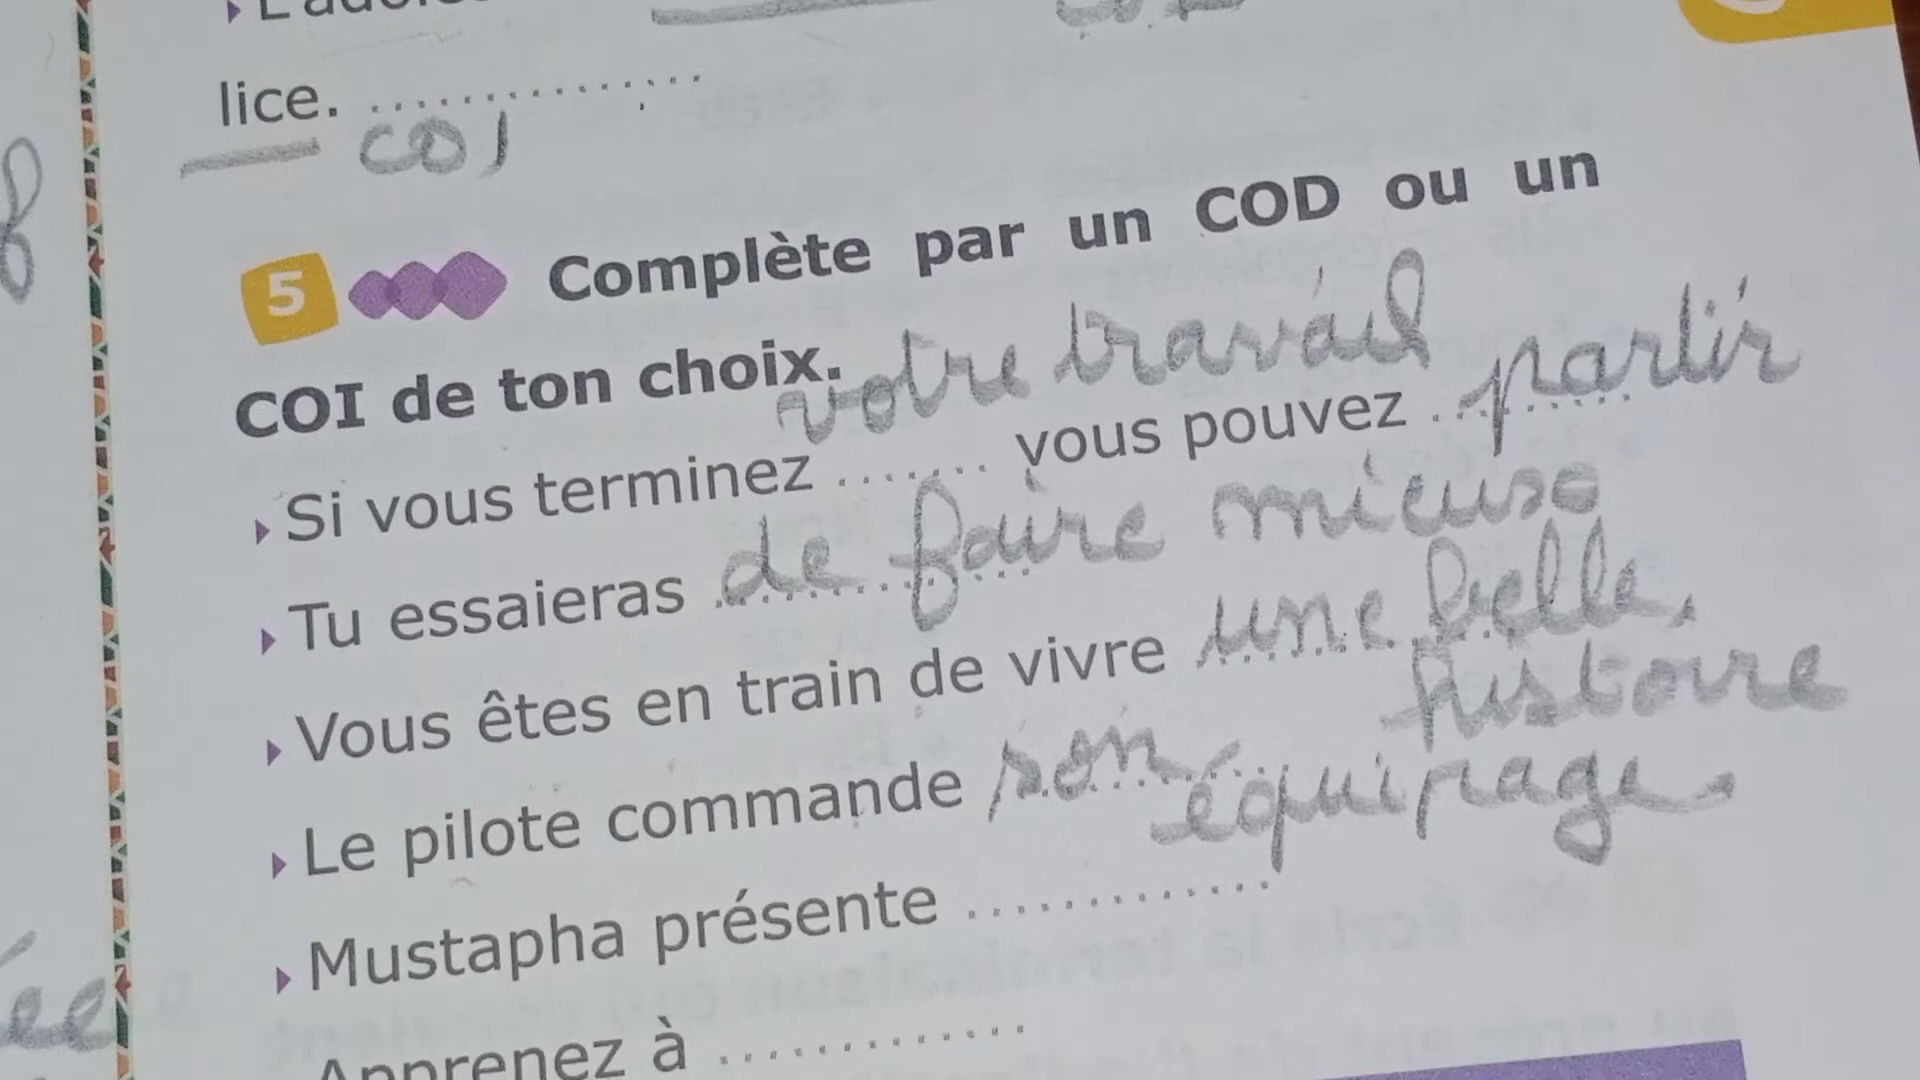 lice. ................
COI
5 Complète par un COD ou un
COI de ton choix.
votre travail partir
Si vous terminez ....... vous pouvez ...........
de faire mieux
Tu essaieras ................
une belle
Vous êtes en train de vivre ................
histoire
son équipage.
Le pilote commande ................
Mustapha présente ................
Apprenez à ................
ée